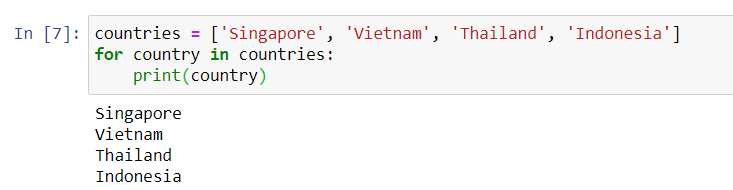 In [7]: countries = ['Singapore', 'Vietnam', 'Thailand', 'Indonesia']
for country in countries:
    print(country)
Singapore
Vietnam
Thailand
Indonesia